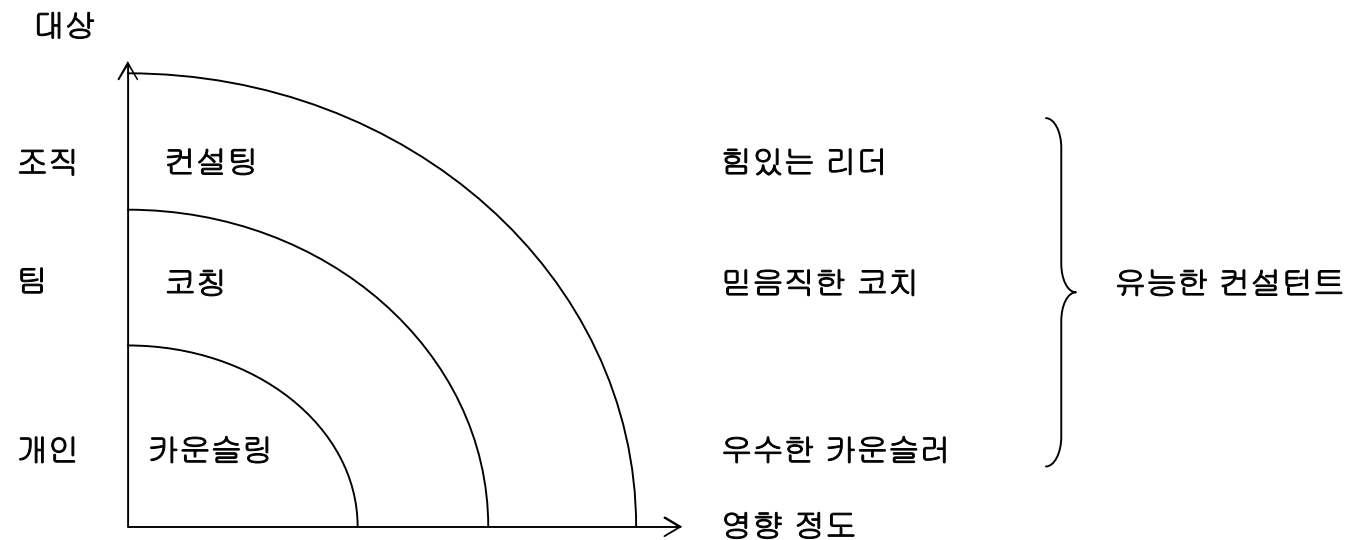 대상
조직 컨설팅 힘있는 리더
팀 코칭 믿음직한 코치 유능한 컨설턴트
개인 카운슬링 우수한 카운슬러
영향 정도